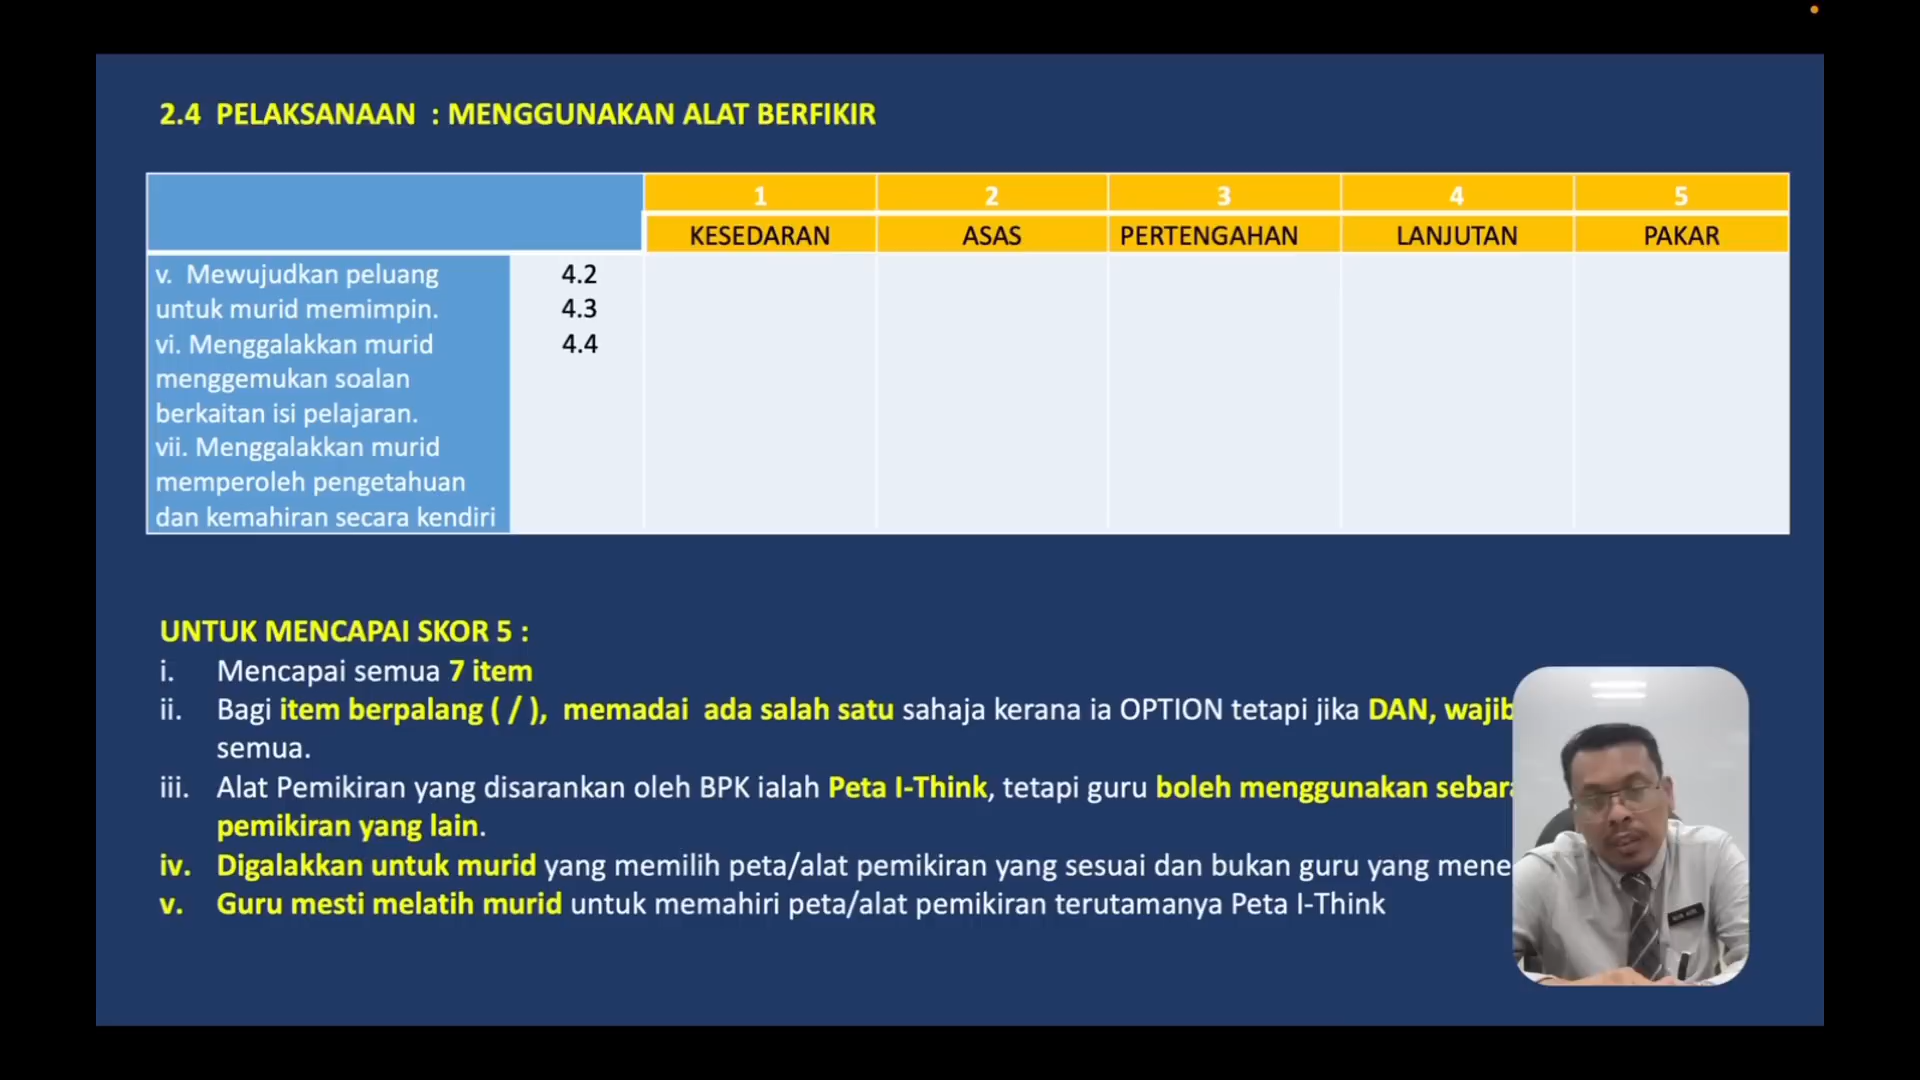 2.4 PELAKSANAAN : MENGGUNAKAN ALAT BERFIKIR
1 2 3 4 5
KESEDARAN ASAS PERTENGAHAN LANJUTAN PAKAR
v. Mewujudkan peluang 4.2
untuk murid memimpin. 4.3
vi. Menggalakkan murid 4.4
menggemukan soalan
berkaitan isi pelajaran.
vii. Menggalakkan murid
memperoleh pengetahuan
dan kemahiran secara kendiri
UNTUK MENCAPAI SKOR 5 :
i. Mencapai semua 7 item
ii. Bagi item berpalang ( / ), memadai ada salah satu sahaja kerana ia OPTION tetapi jika DAN, wajib
semua.
iii. Alat Pemikiran yang disarankan oleh BPK ialah Peta I-Think, tetapi guru boleh menggunakan
pemikiran yang lain.
iv. Digalakkan untuk murid yang memilih peta/alat pemikiran yang sesuai dan bukan guru yang
v. Guru mesti melatih murid untuk memahiri peta/alat pemikiran terutamanya Peta I-Think